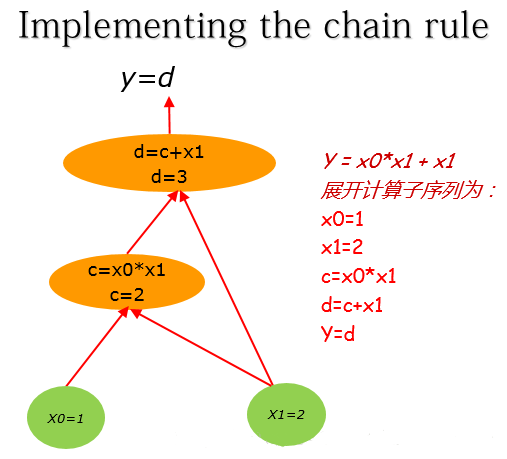 Implementing the chain rule
y=d
d=c+x1
d=3
c=x0*x1
c=2
X0=1
X1=2
Y = x0*x1 + x1
展开计算子序列为：
x0=1
x1=2
c=x0*x1
d=c+x1
Y=d